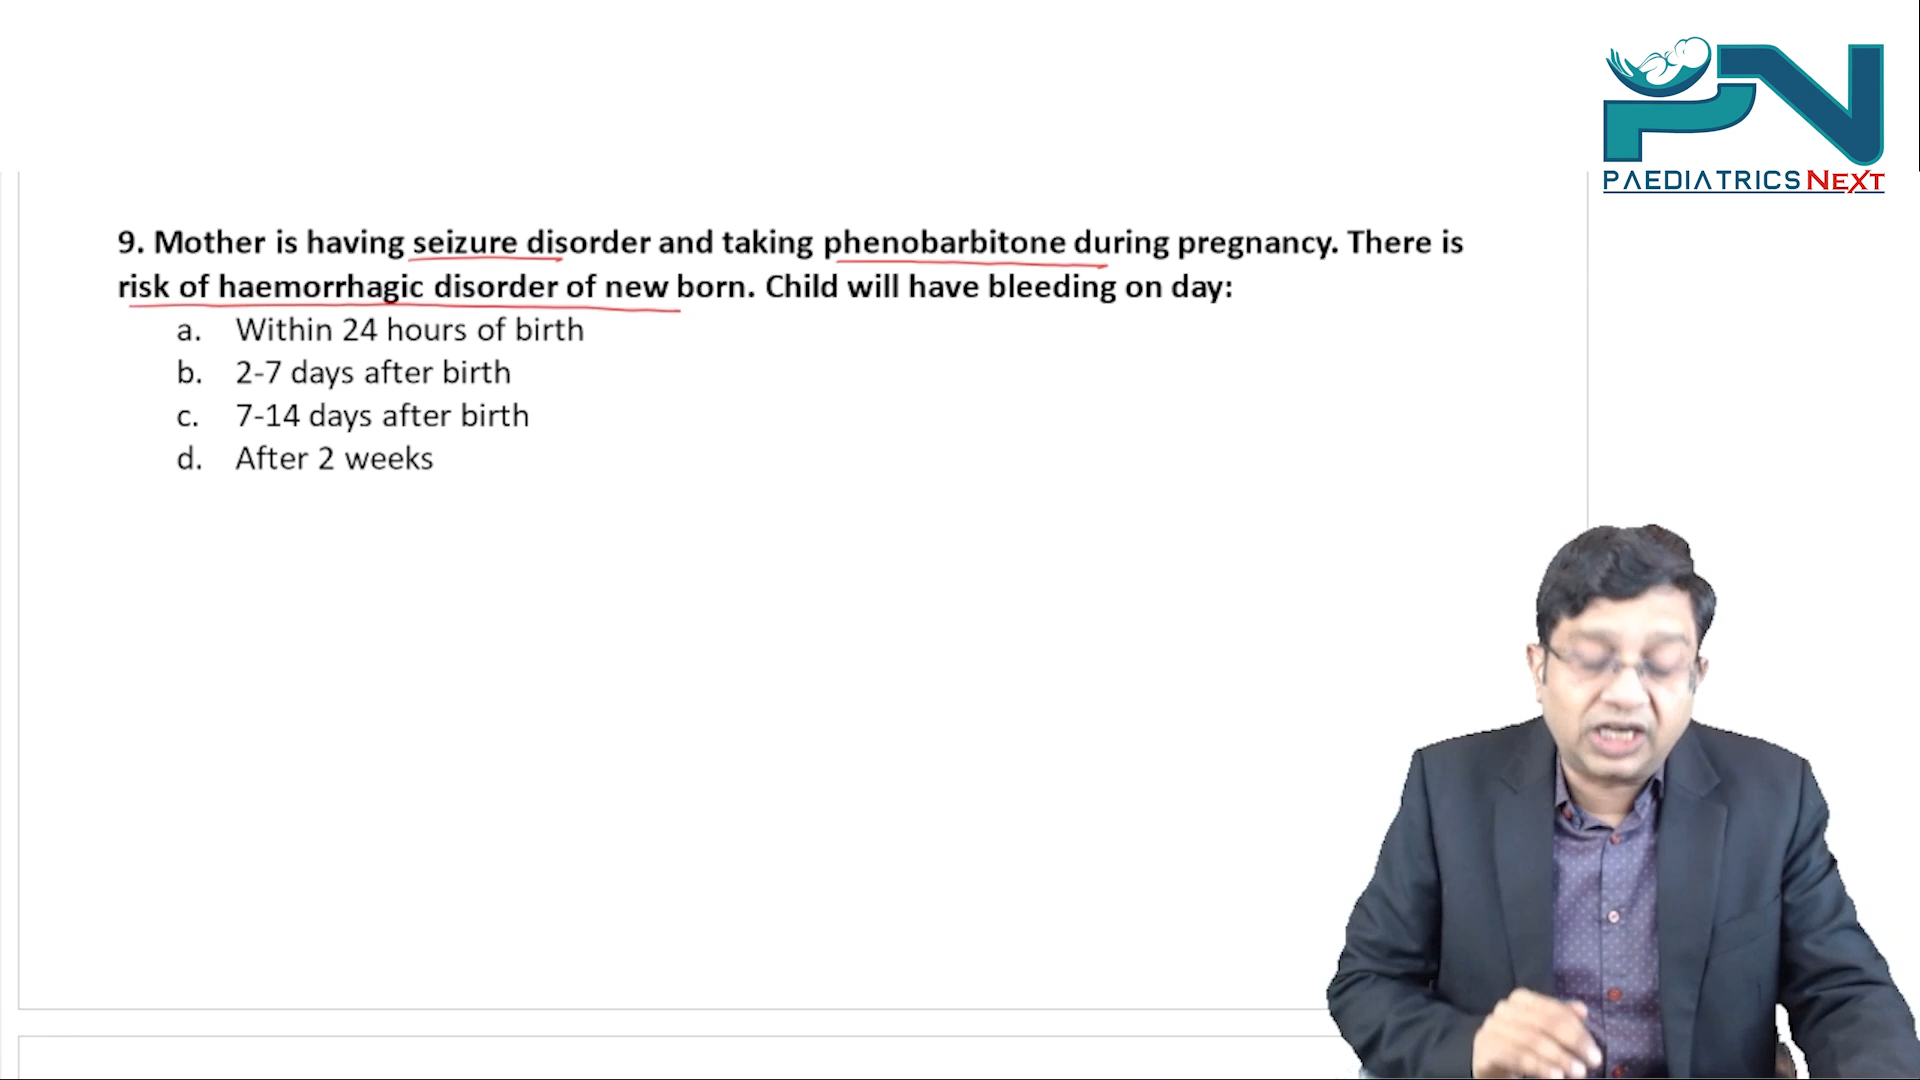 PAEDIATRICS NEXT
9. Mother is having seizure disorder and taking phenobarbitone during pregnancy. There is
risk of haemorrhagic disorder of new born. Child will have bleeding on day:
a. Within 24 hours of birth
b. 2-7 days after birth
c. 7-14 days after birth
d. After 2 weeks